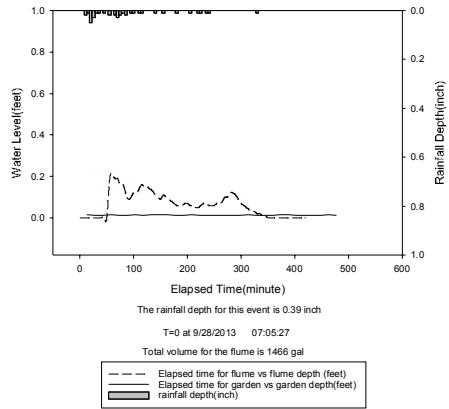 1.0
0.8
0.6
0.4
0.2
0.0
Water Level(feet)
0.0
0.2
0.4
0.6
0.8
1.0
Rainfall Depth(inch)
0 100 200 300 400 500 600
Elapsed Time(minute)
The rainfall depth for this event is 0.39 inch
T=0 at 9/28/2013 07:05:27
Total volume for the flume is 1466 gal
Elapsed time for flume vs flume depth (feet)
Elapsed time for garden vs garden depth(feet)
rainfall depth(inch)